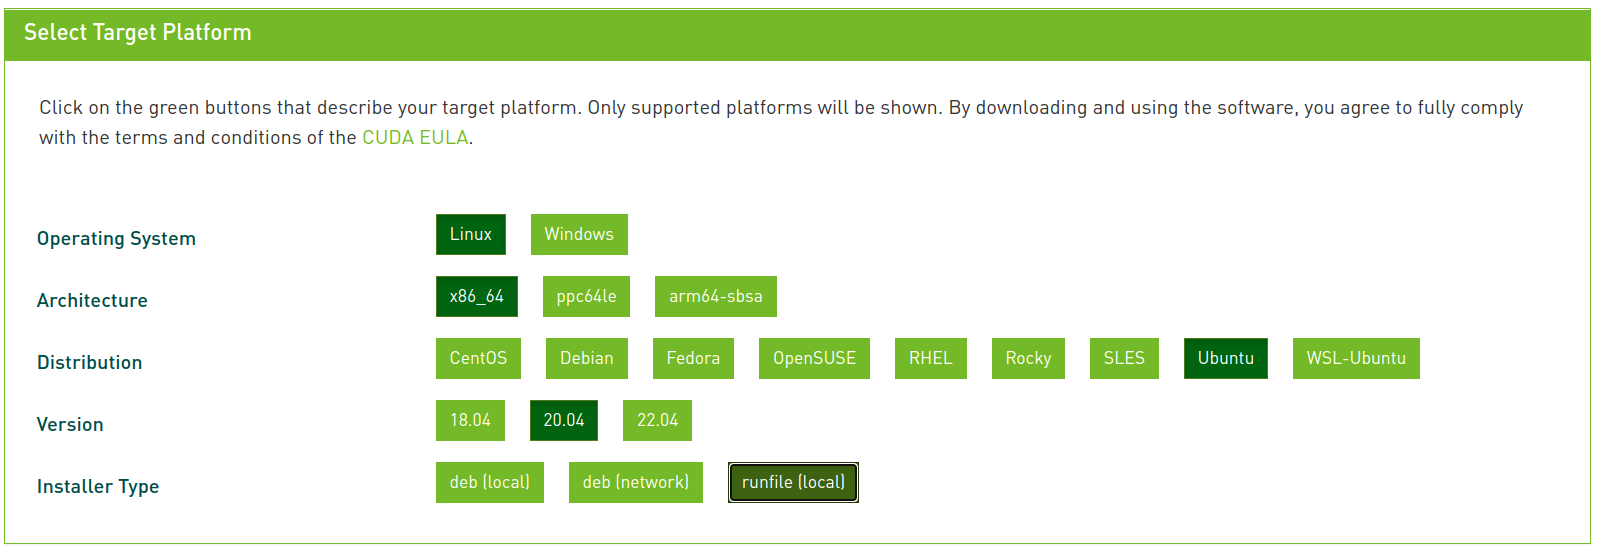 Select Target Platform
Click on the green buttons that describe your target platform. Only supported platforms will be shown. By downloading and using the software, you agree to fully comply
with the terms and conditions of the CUDA EULA.
Operating System Linux Windows
Architecture x86_64 ppc64le arm64-sbsa
Distribution CentOS Debian Fedora OpenSUSE RHEL Rocky SLES Ubuntu WSL-Ubuntu
Version 18.04 20.04 22.04
Installer Type deb (local) deb (network) runfile (local)